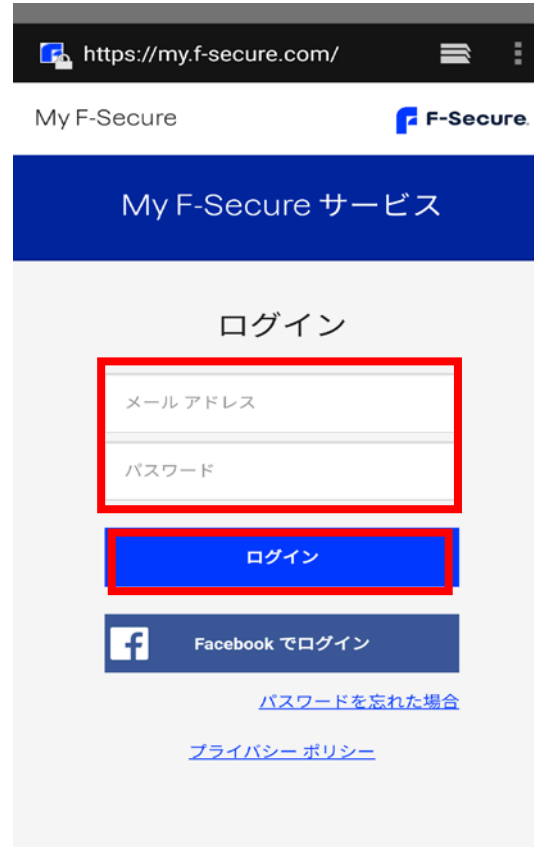 https://my.f-secure.com/
My F-Secure
F-Secure.
My F-Secure サービス
ログイン
メール アドレス
パスワード
ログイン
Facebook でログイン
パスワードを忘れた場合
プライバシー ポリシー